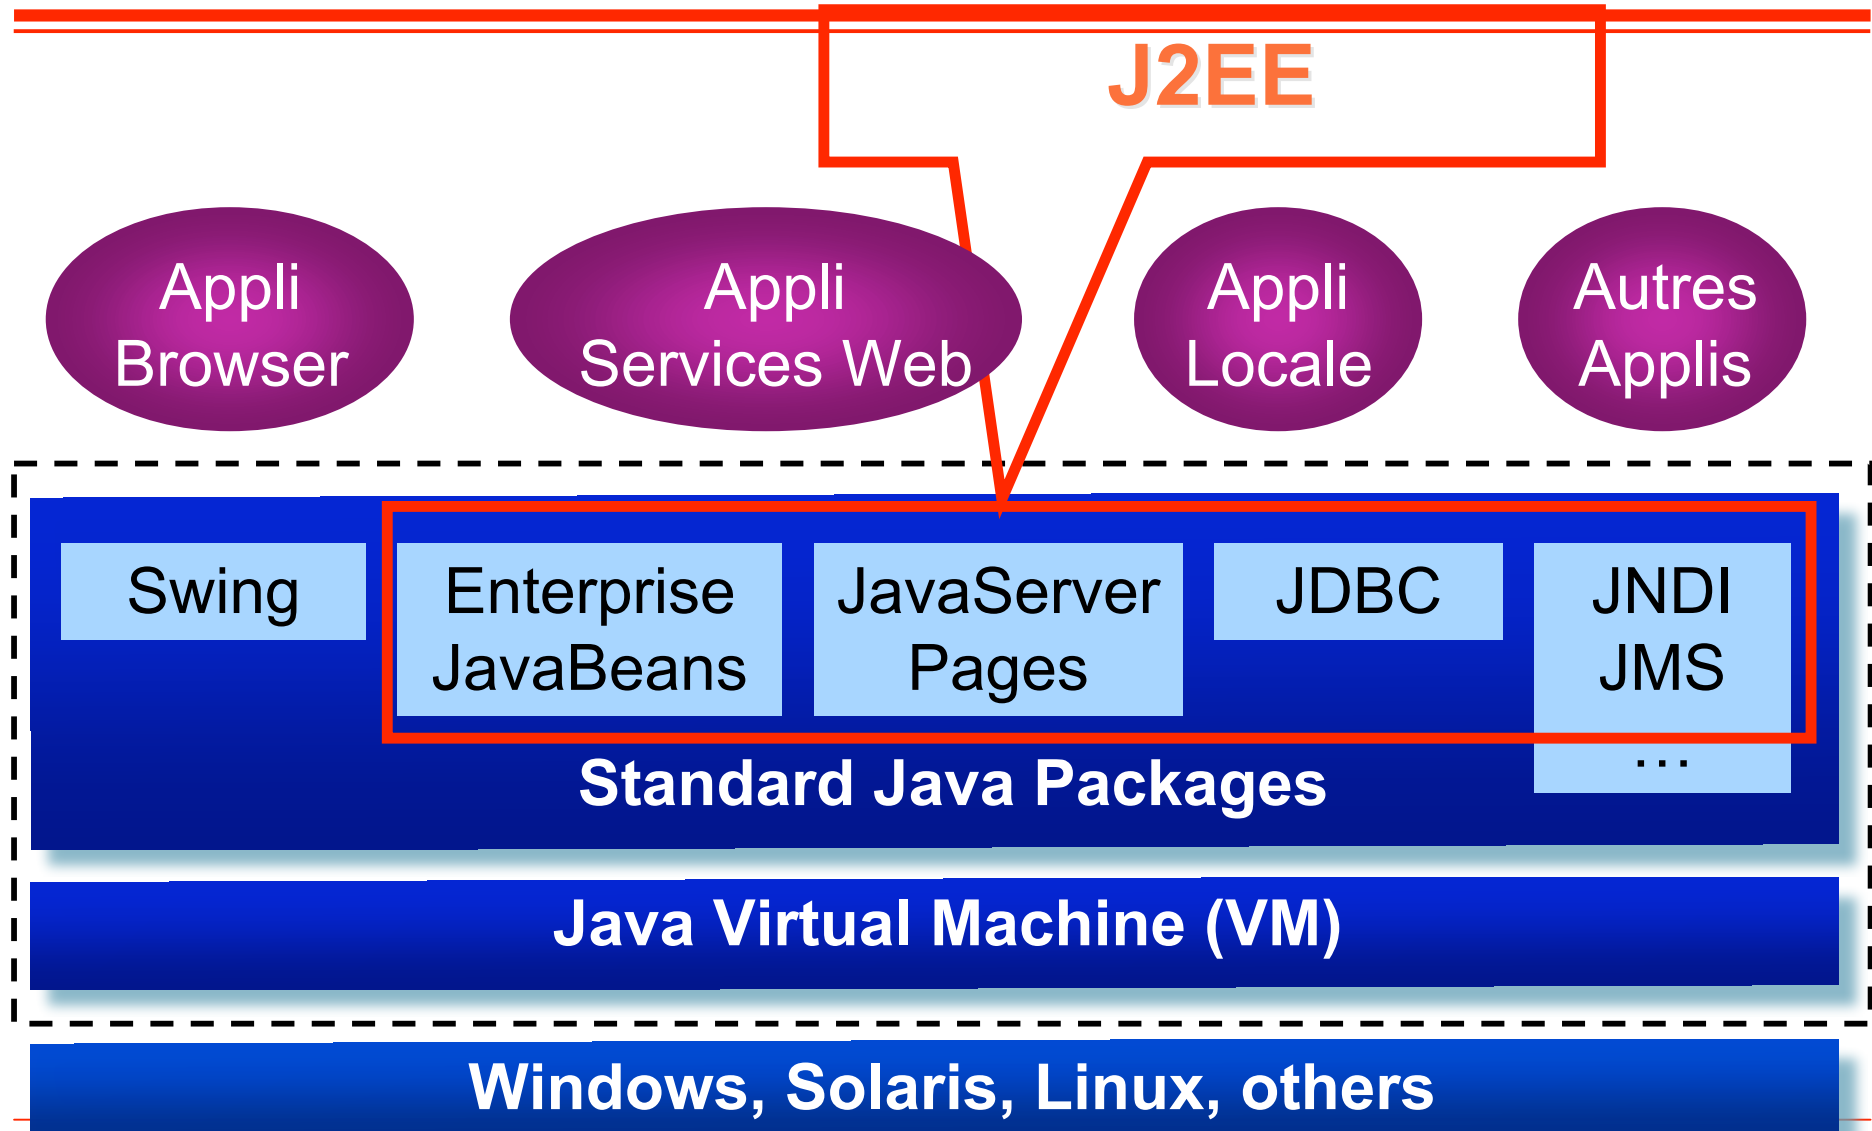 J2EE
Appli
Browser
Appli
Services Web
Appli
Locale
Autres
Applis
Swing
Enterprise
JavaBeans
JavaServer
Pages
JDBC
JNDI
JMS
...
Standard Java Packages
Java Virtual Machine (VM)
Windows, Solaris, Linux, others